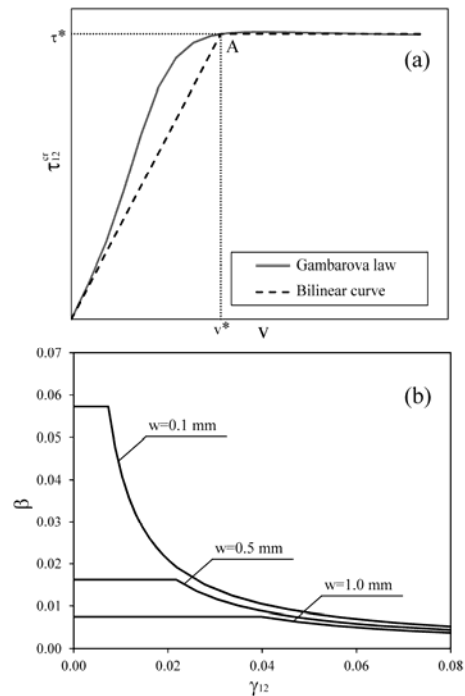 τ*
A
(a)
τ₁₂ᶜʳ
Gambarova law
Bilinear curve
v*
v
0.07
(b)
0.06
w=0.1 mm
0.05
0.04
β
0.03
w=0.5 mm
0.02
w=1.0 mm
0.01
0.00
0.00 0.02 0.04 0.06 0.08
γ₁₂